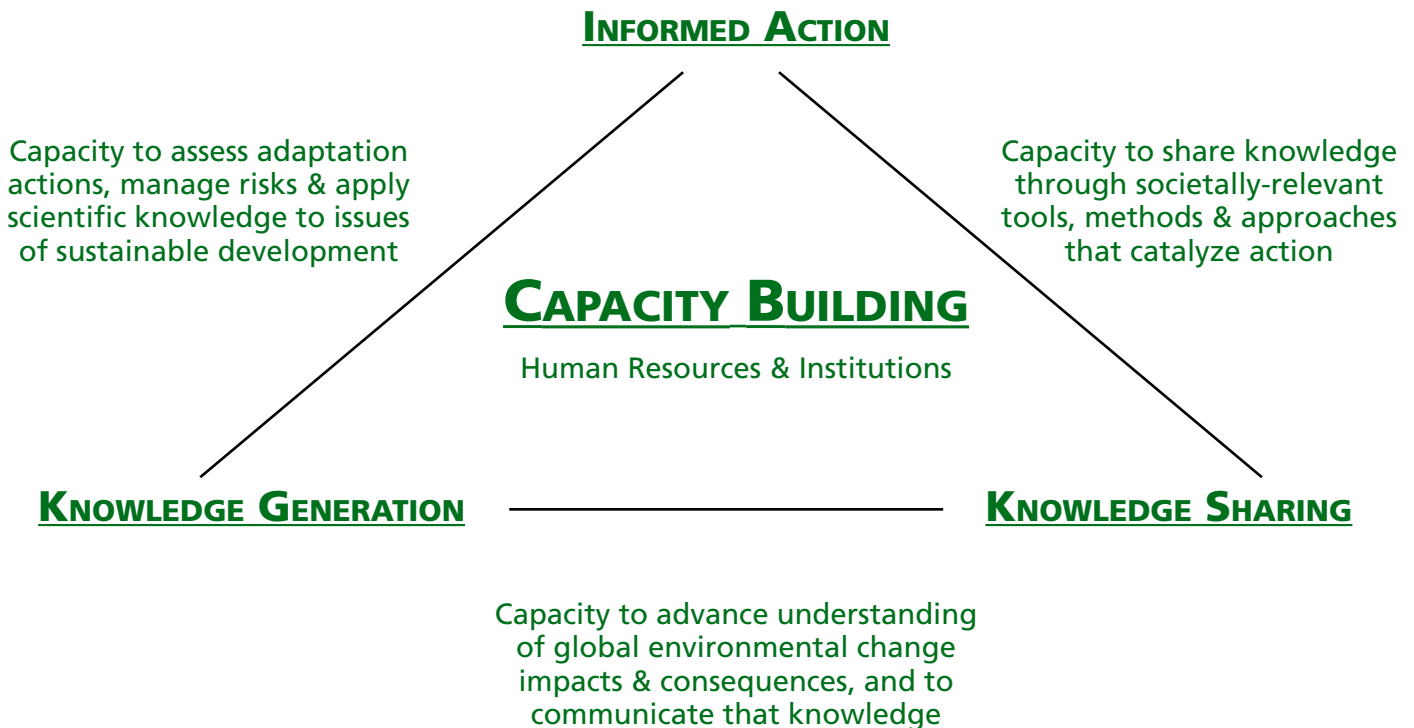 INFORMED ACTION
Capacity to assess adaptation
actions, manage risks & apply
scientific knowledge to issues
of sustainable development
Capacity to share knowledge
through societally-relevant
tools, methods & approaches
that catalyze action
CAPACITY BUILDING
Human Resources & Institutions
KNOWLEDGE GENERATION
KNOWLEDGE SHARING
Capacity to advance understanding
of global environmental change
impacts & consequences, and to
communicate that knowledge